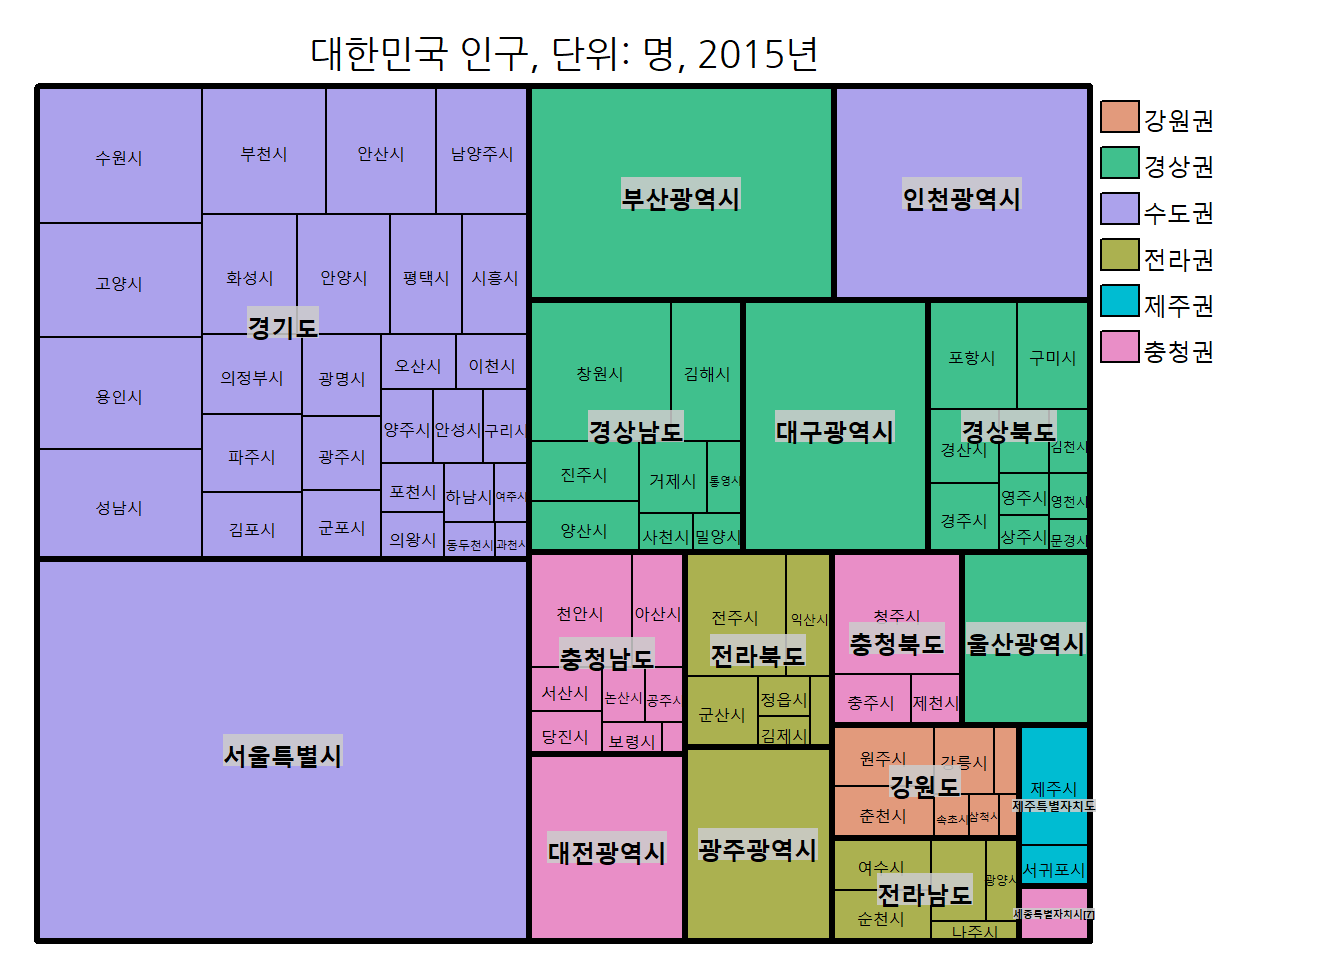 대한민국 인구, 단위: 명, 2015년
강원권
경상권
수도권
전라권
제주권
충청권
수원시
부천시
안산시
남양주시
고양시
화성시
안양시
평택시
시흥시
경기도
용인시
의정부시
광명시
오산시
이천시
양주시
안성시
구리시
성남시
파주시
광주시
포천시
하남시
여주시
김포시
군포시
의왕시
동두천시
과천시
서울특별시
부산광역시
인천광역시
창원시
김해시
경상남도
진주시
거제시
통영시
양산시
사천시
밀양시
대구광역시
포항시
구미시
경상북도
경산시
김천시
영주시
영천시
경주시
상주시
문경시
천안시
아산시
충청남도
서산시
논산시
공주시
당진시
보령시
대전광역시
전주시
익산시
전라북도
군산시
정읍시
김제시
광주광역시
청주시
충청북도
충주시
제천시
울산광역시
원주시
강릉시
강원도
춘천시
속초시
삼척시
제주시
제주특별자치도
서귀포시
여수시
광양시
전라남도
순천시
나주시
세종특별자치시[7]